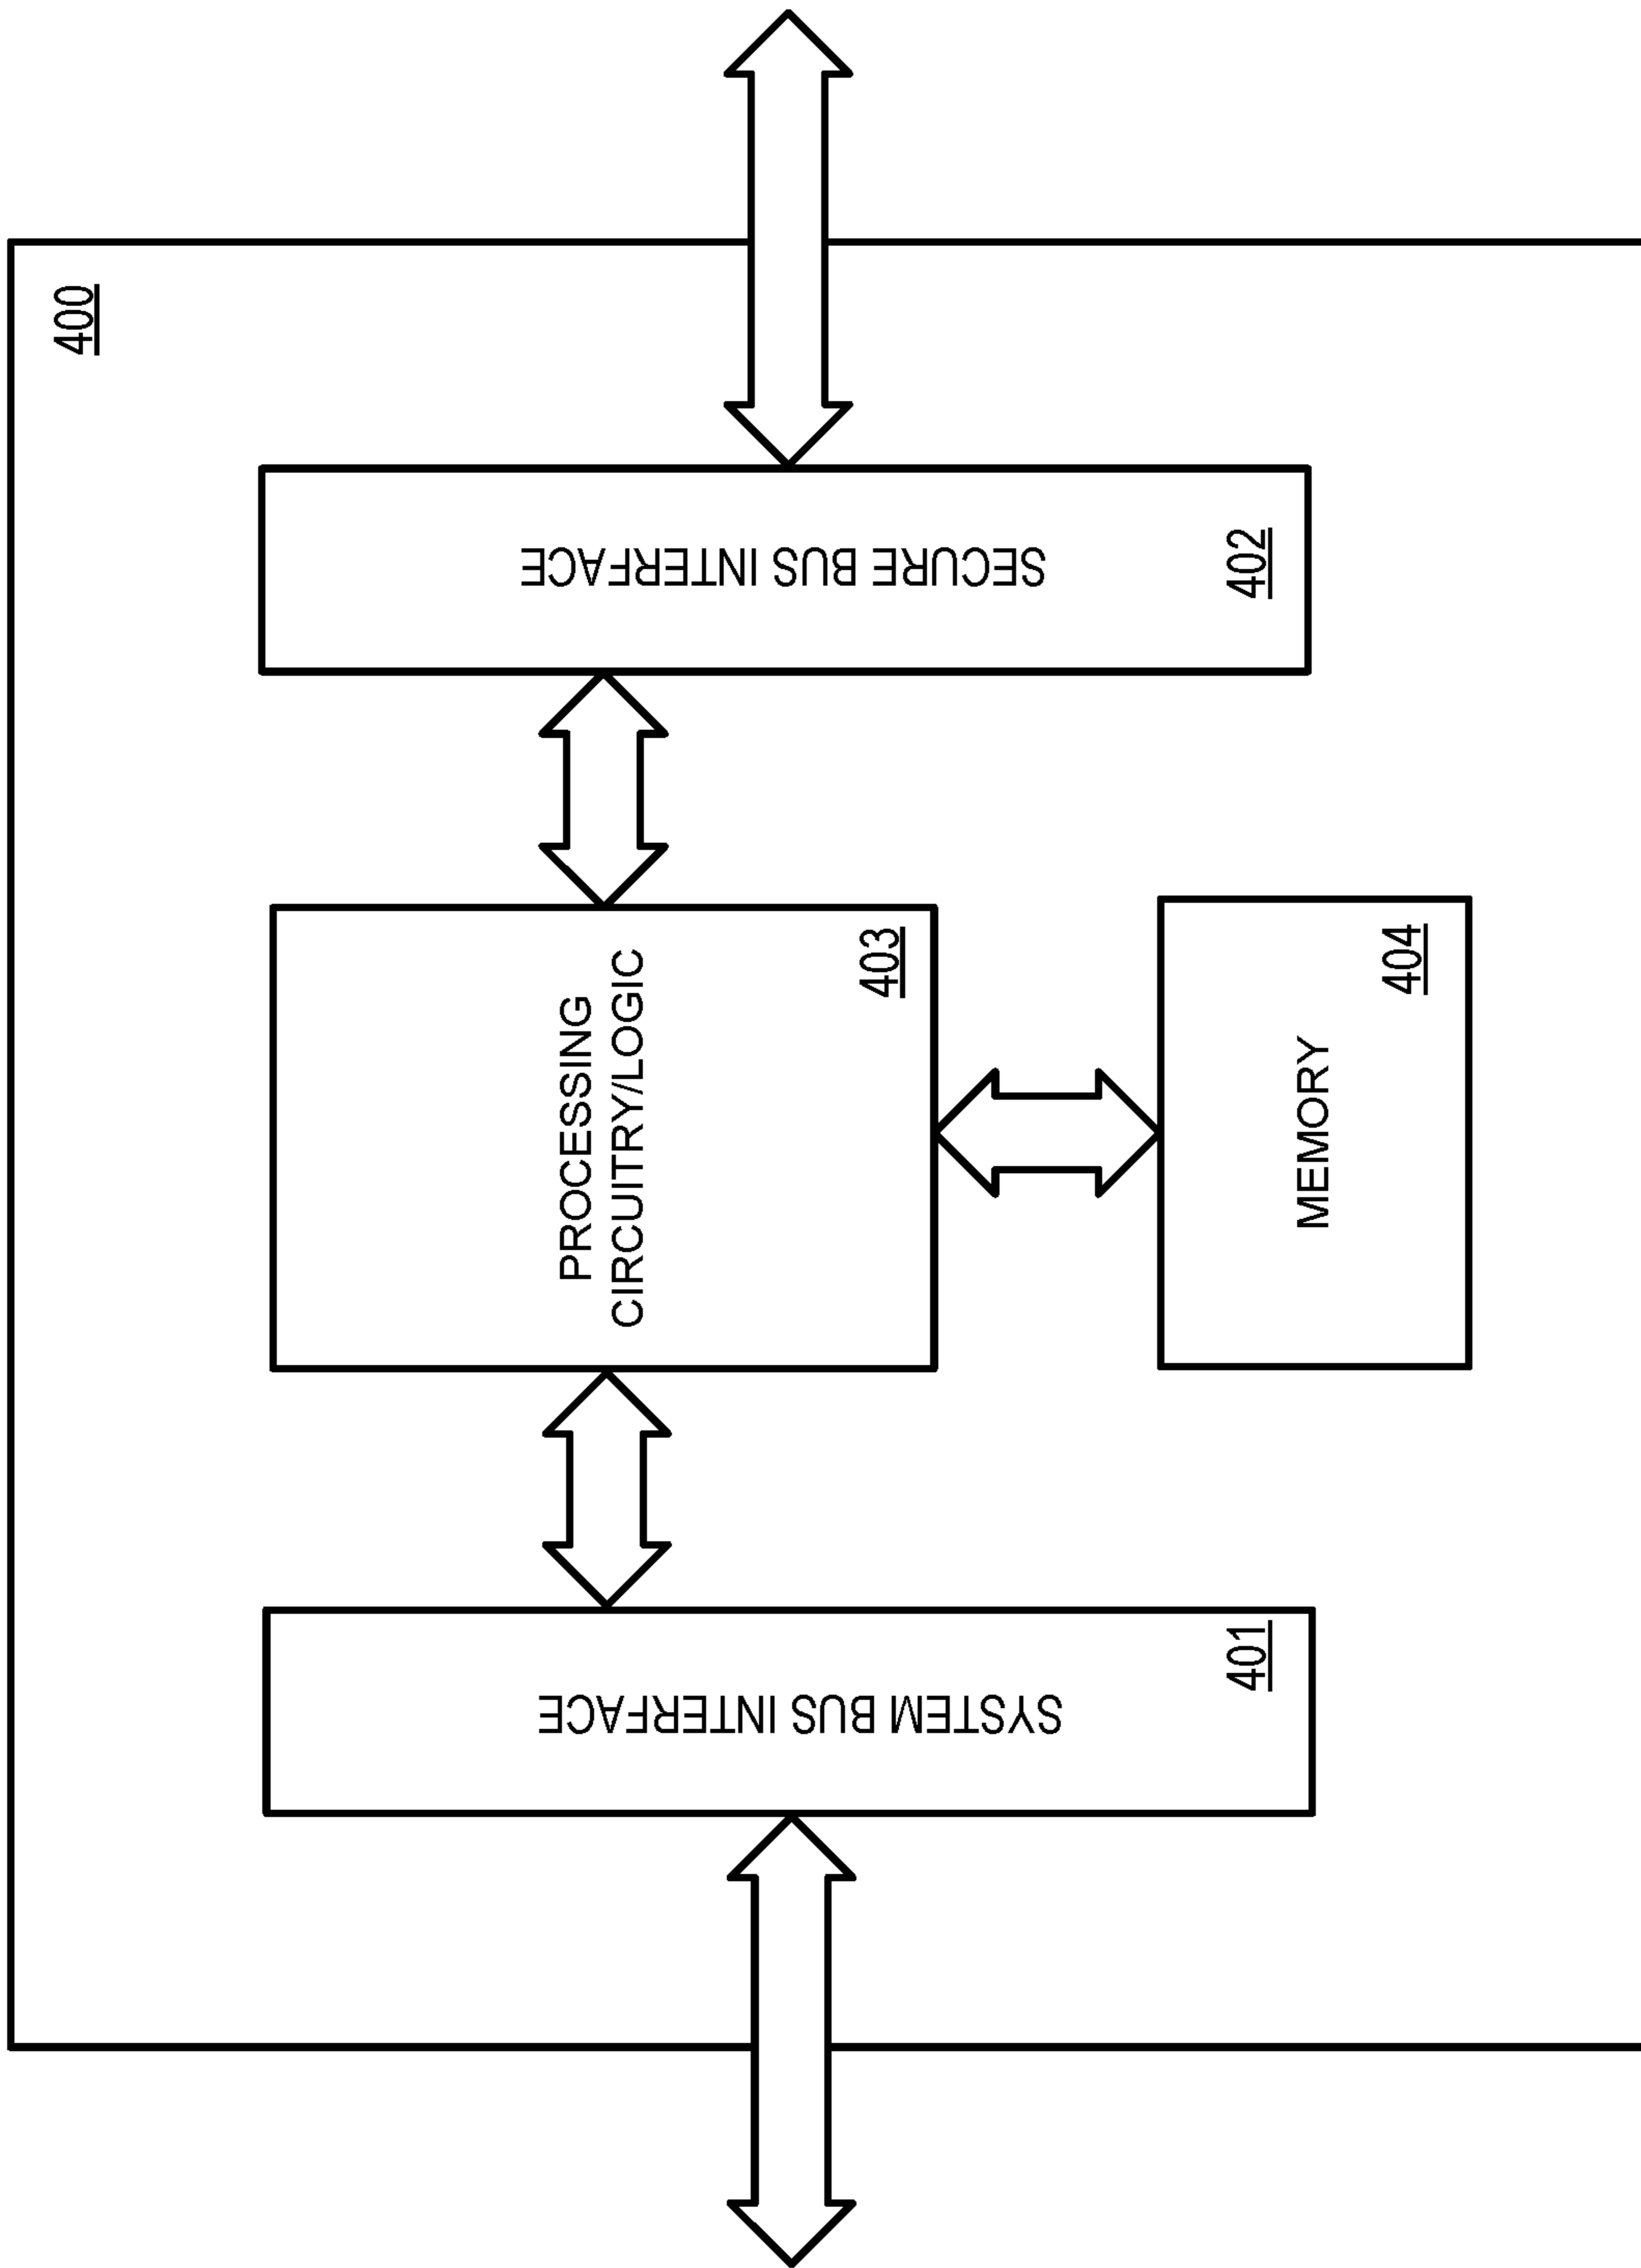 400
SYSTEM BUS INTERFACE
401
PROCESSING
CIRCUITRY/LOGIC
403
SECURE BUS INTERFACE
402
MEMORY
404